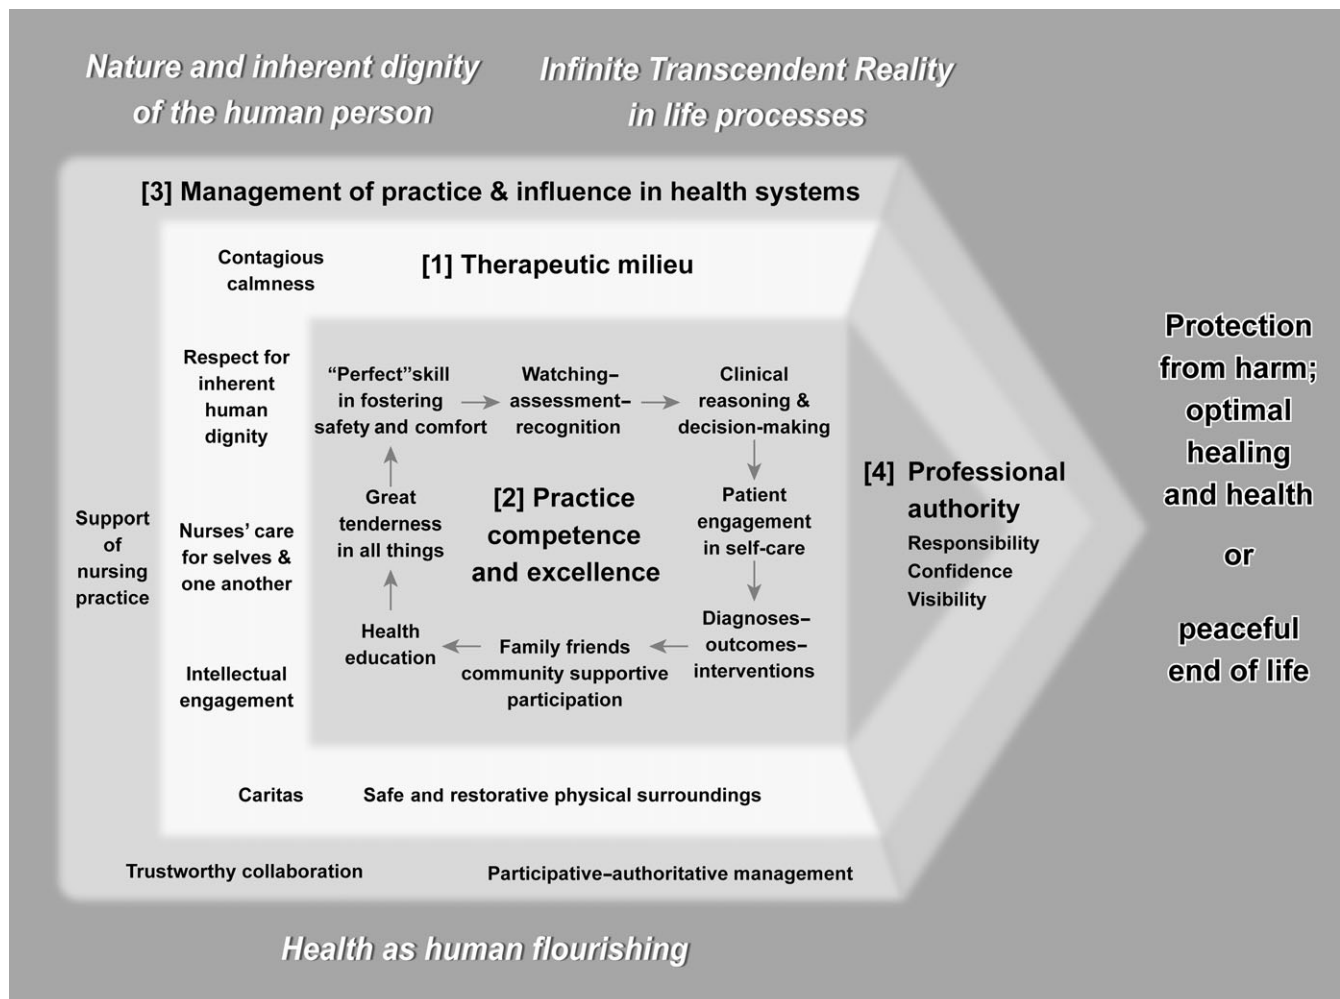 Nature and inherent dignity
of the human person
Infinite Transcendent Reality
in life processes
[3] Management of practice & influence in health systems
Contagious
calmness
[1] Therapeutic milieu
Respect for
inherent
human
dignity
“Perfect”skill
in fostering
safety and comfort
Watching–
assessment–
recognition
Clinical
reasoning &
decision-making
Great
tenderness
in all things
[2] Practice
competence
and excellence
Patient
engagement
in self-care
[4] Professional
authority
Responsibility
Confidence
Visibility
Support
of
nursing
practice
Nurses’ care
for selves &
one another
Health
education
Family friends
community supportive
participation
Diagnoses–
outcomes–
interventions
Intellectual
engagement
Caritas
Safe and restorative physical surroundings
Trustworthy collaboration
Participative–authoritative management
Protection
from harm;
optimal
healing
and health
or
peaceful
end of life
Health as human flourishing